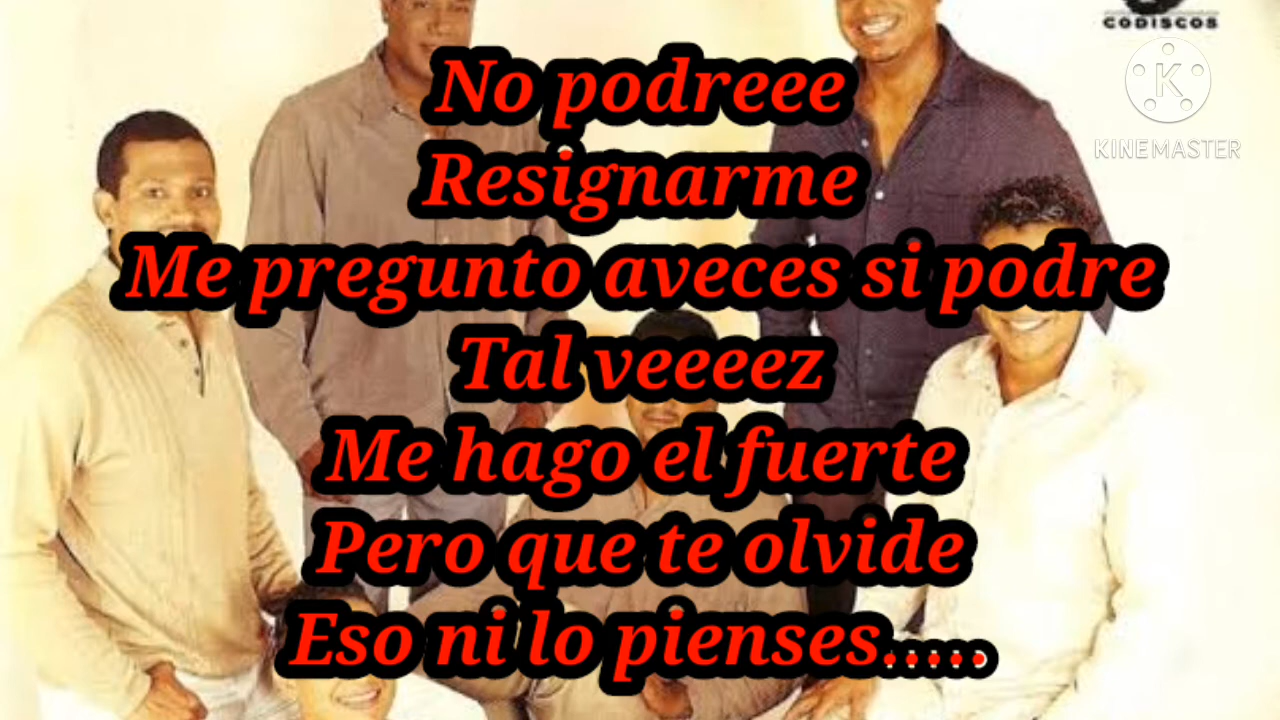 CODISCOS
KINEMASTER
No podreee
Resignarme
Me pregunto aveces si podre
Tal veeeez
Me hago el fuerte
Pero que te olvide
Eso ni lo pienses.....